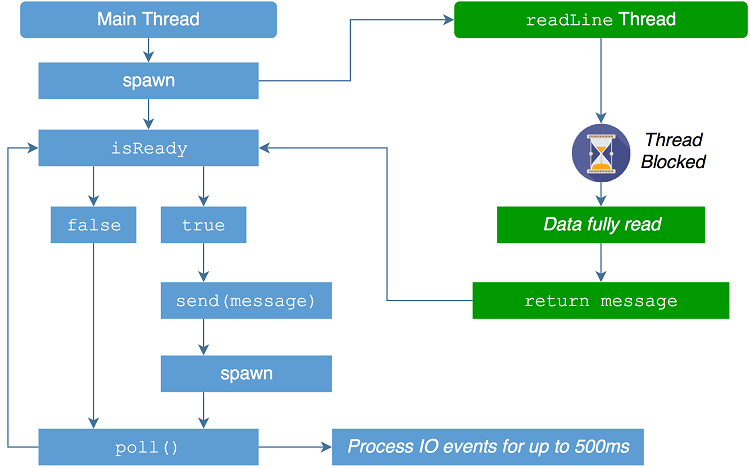 Main Thread
readLine Thread
spawn
isReady
Thread
Blocked
false
true
Data fully read
send(message)
return message
spawn
poll()
Process IO events for up to 500ms